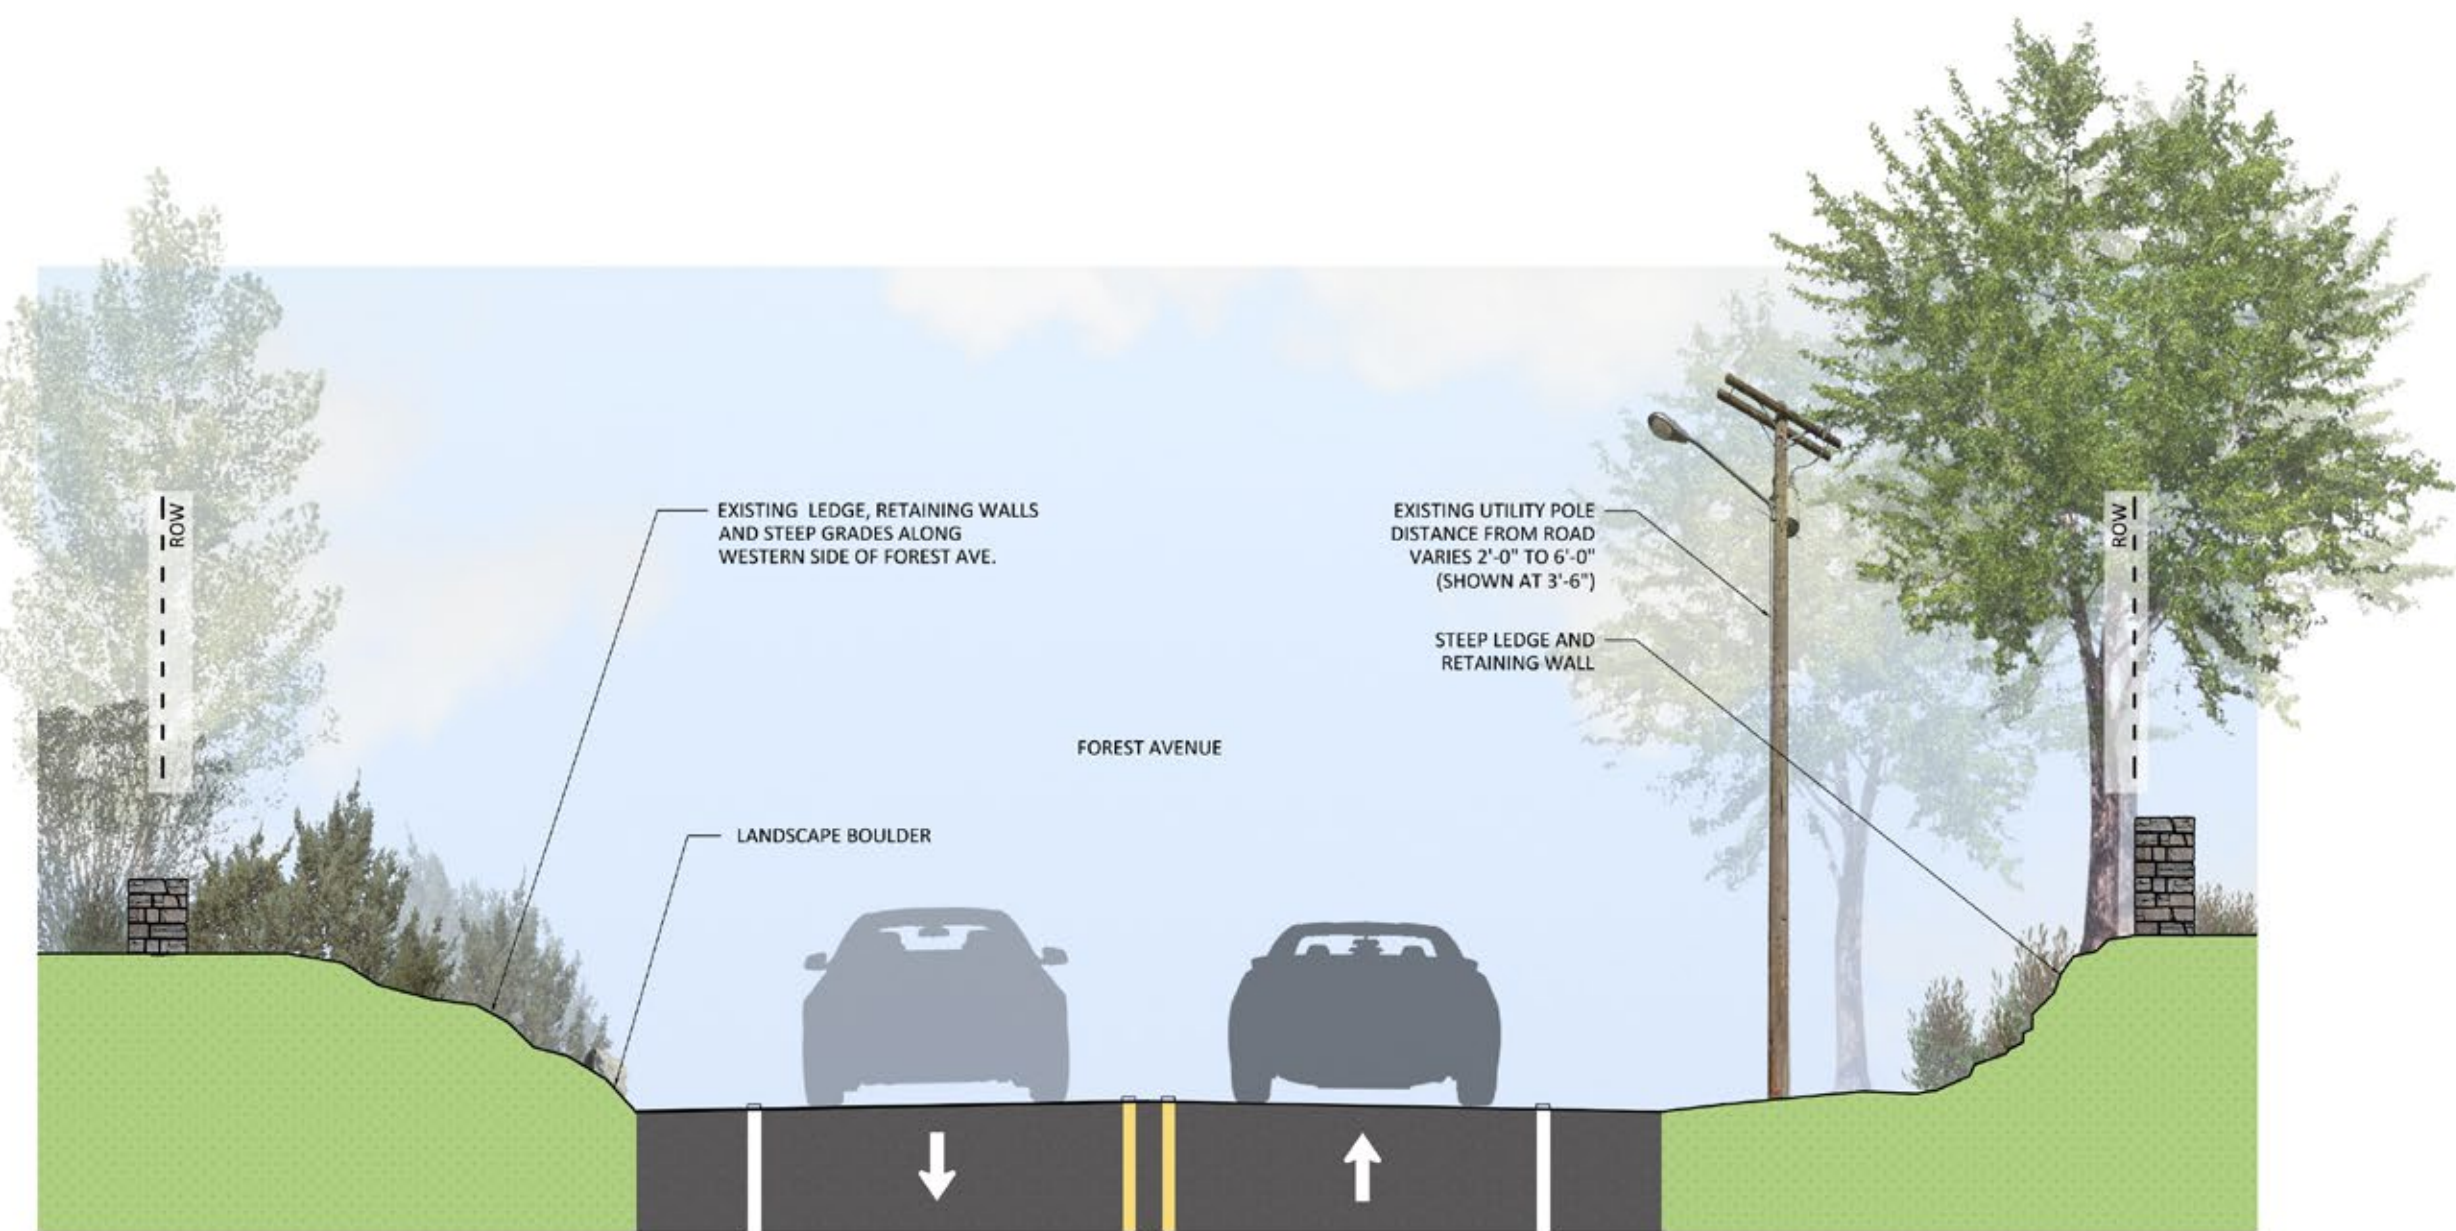 ROW
EXISTING LEDGE, RETAINING WALLS
AND STEEP GRADES ALONG
WESTERN SIDE OF FOREST AVE.
LANDSCAPE BOULDER
FOREST AVENUE
EXISTING UTILITY POLE
DISTANCE FROM ROAD
VARIES 2'-0" TO 6'-0"
(SHOWN AT 3'-6")
STEEP LEDGE AND
RETAINING WALL
ROW